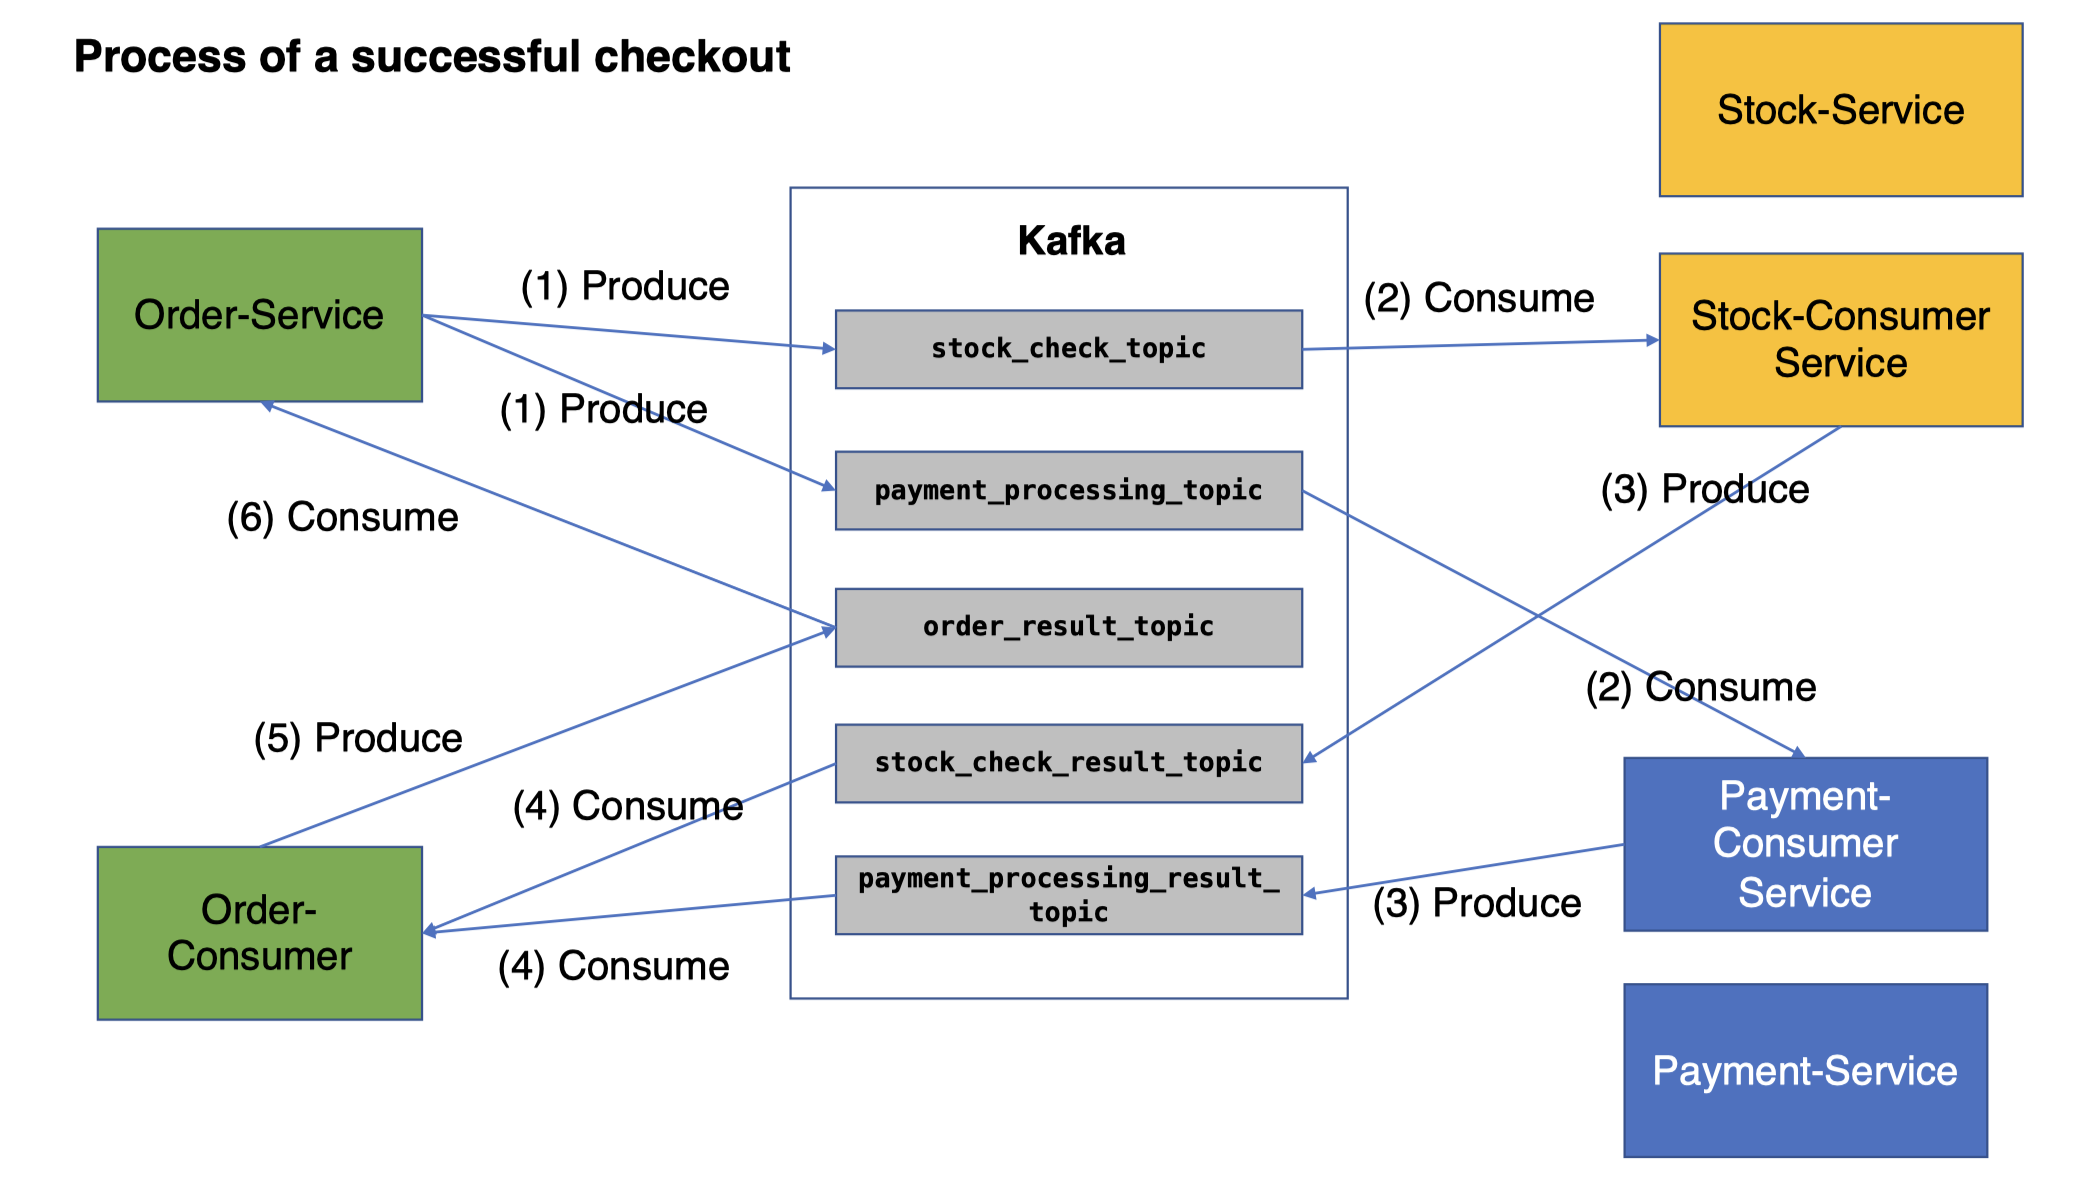 Process of a successful checkout
Stock-Service
Kafka
Order-Service
(1) Produce
stock_check_topic
(2) Consume
Stock-Consumer
Service
(1) Produce
payment_processing_topic
(3) Produce
(6) Consume
order_result_topic
(2) Consume
(5) Produce
stock_check_result_topic
(4) Consume
Payment-
Consumer
Service
payment_processing_result_
topic
(3) Produce
Order-
Consumer
(4) Consume
Payment-Service